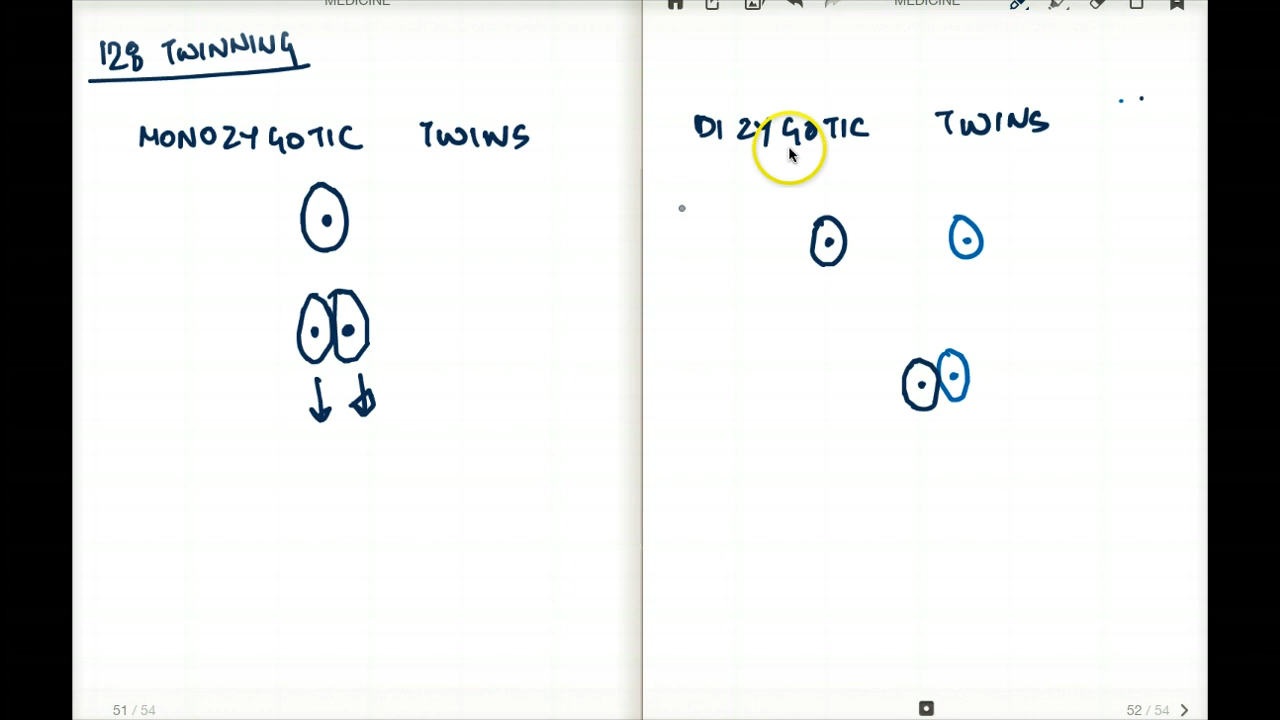 MEDICINE
128 TWINNING
MONOZYGOTIC TWINS
51 / 54
MEDICINE
DIZYGOTIC TWINS
52 / 54